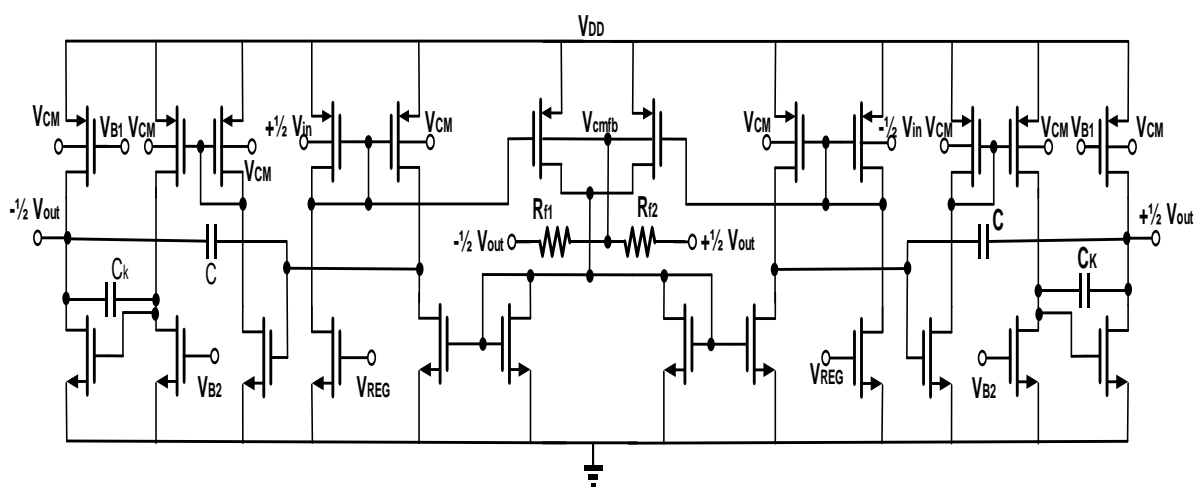 VDD
VCM
VB1
VCM
VCM
+½ Vin
VCM
Vcmfb
VCM
-½ Vin
VCM
VCM
VB1
VCM
-½ Vout
C
Ck
Rf1
Rf2
-½ Vout
+½ Vout
C
CK
+½ Vout
VB2
VREG
VREG
VB2